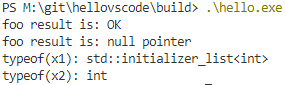 PS M:\git\hellovscode\build> .\hello.exe
foo result is: OK
foo result is: null pointer
typeof(x1): std::initializer_list<int>
typeof(x2): int